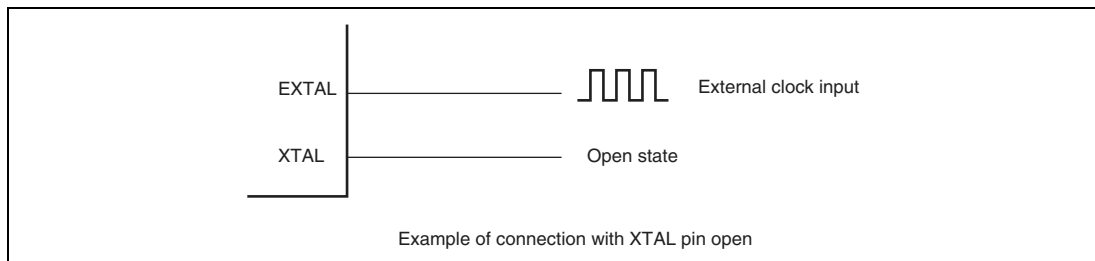 EXTAL External clock input
XTAL Open state
Example of connection with XTAL pin open